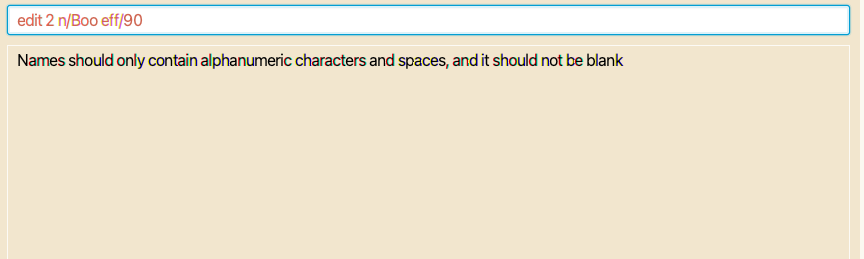 edit 2 n/Boo eff/90
Names should only contain alphanumeric characters and spaces, and it should not be blank